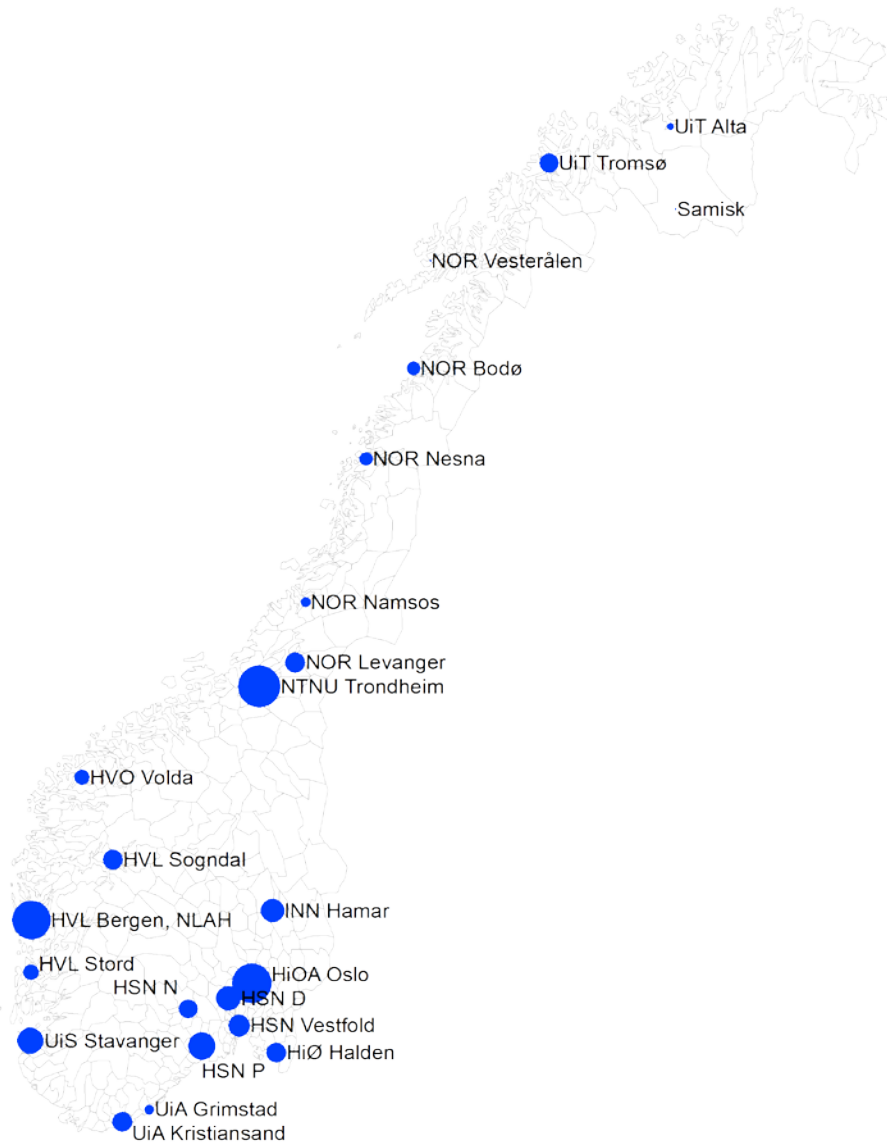 UiT Alta
UiT Tromsø
Samisk
NOR Vesterålen
NOR Bodø
NOR Nesna
NOR Namsos
NOR Levanger
NTNU Trondheim
HVO Volda
HVL Sogndal
INN Hamar
HVL Bergen, NLAH
HVL Stord
HiOA Oslo
HSN N
HSN D
HSN Vestfold
UiS Stavanger
HiØ Halden
HSN P
UiA Grimstad
UiA Kristiansand